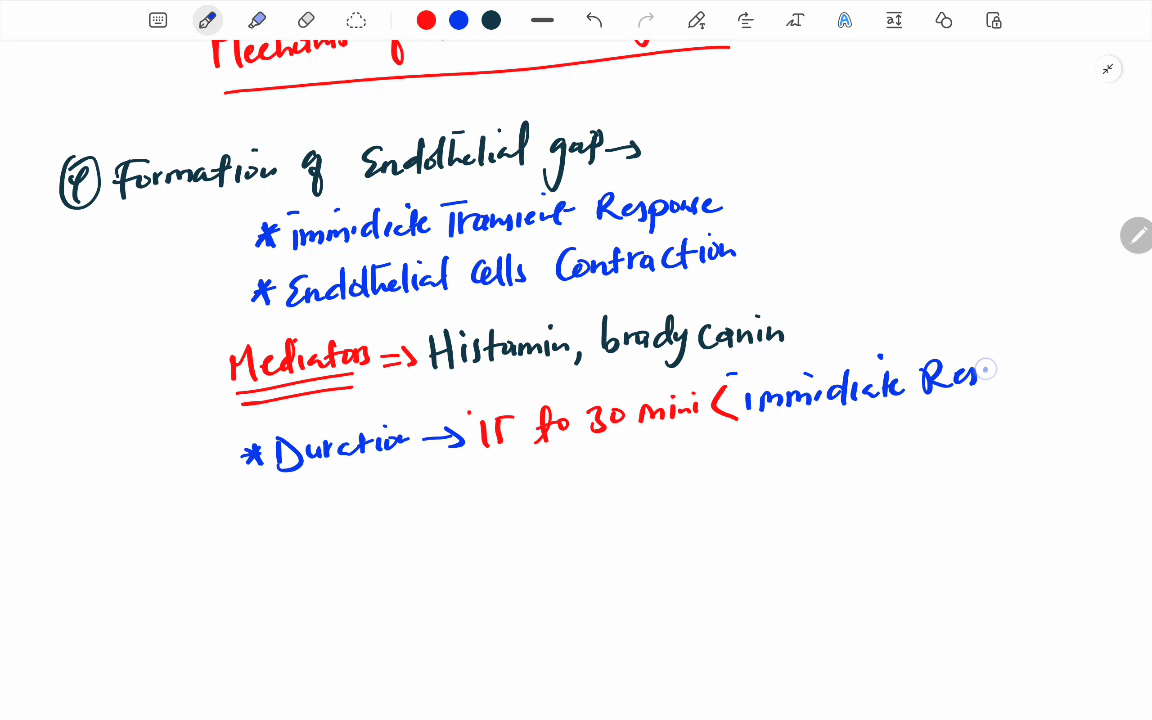 ① Formation of Endothelial gap →
* immidiate Transient Response
* Endothelial cells Contraction
Mediators => Histamin, bradycanin
* Duration → 15 to 30 mini < immidiate Res